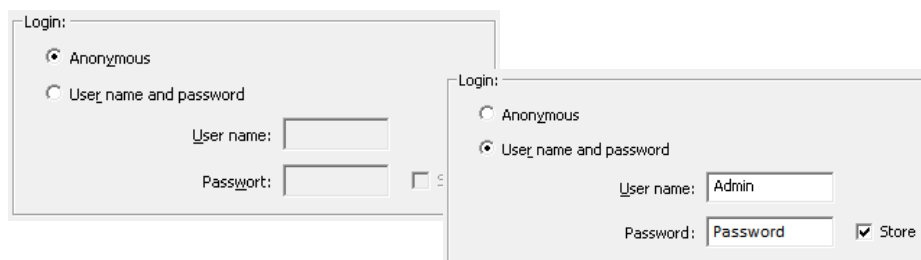 Login:
Anonymous
User name and password
User name:
Passwort:
Login:
Anonymous
User name and password
User name: Admin
Password: Password Store